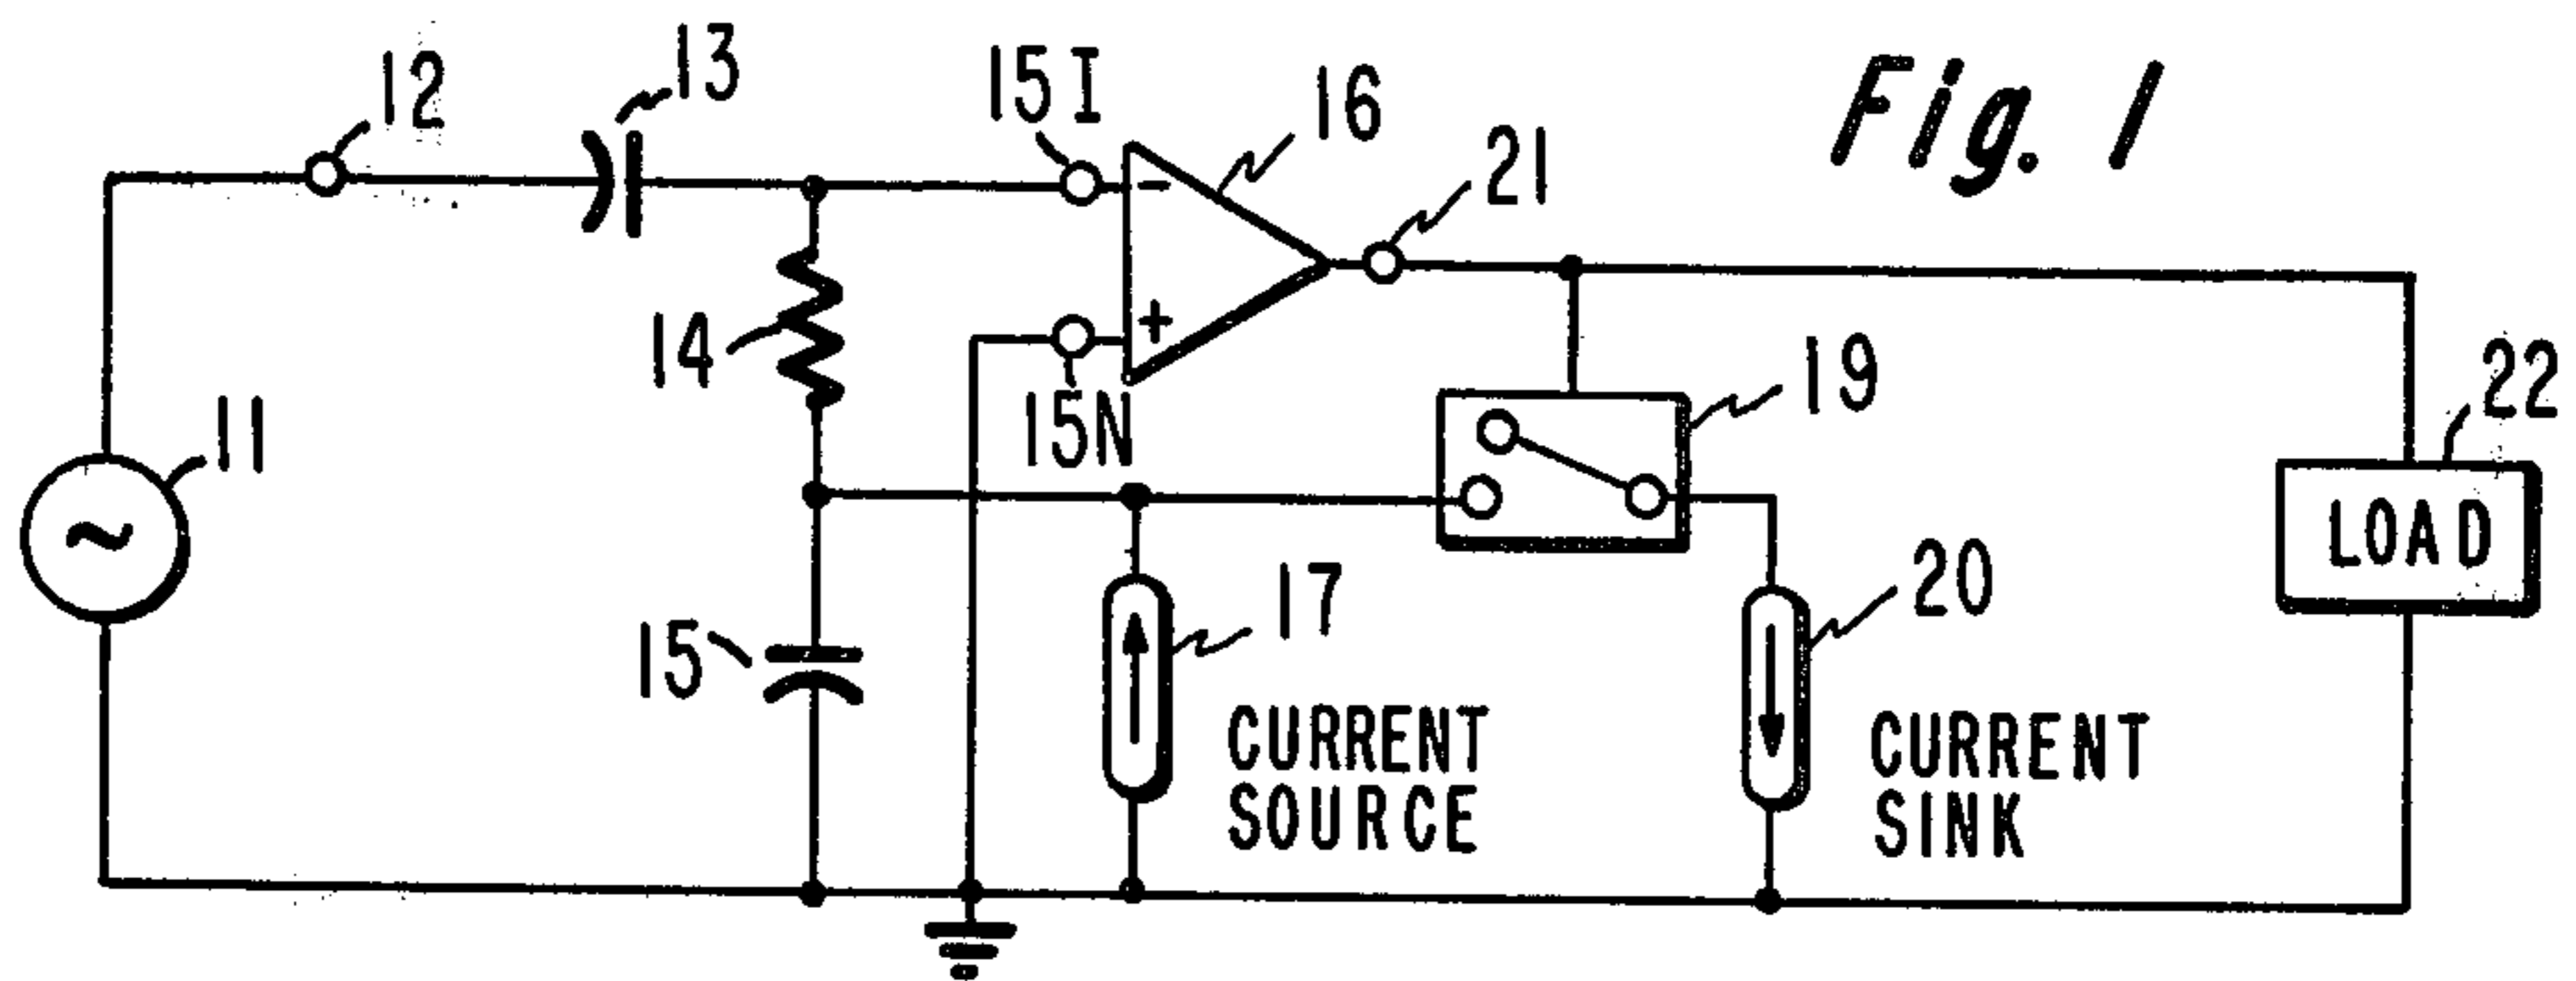 Fig. 1
12
13
15I
16
21
14
15N
19
22
LOAD
11
15
17
CURRENT
SOURCE
20
CURRENT
SINK
~
-
+